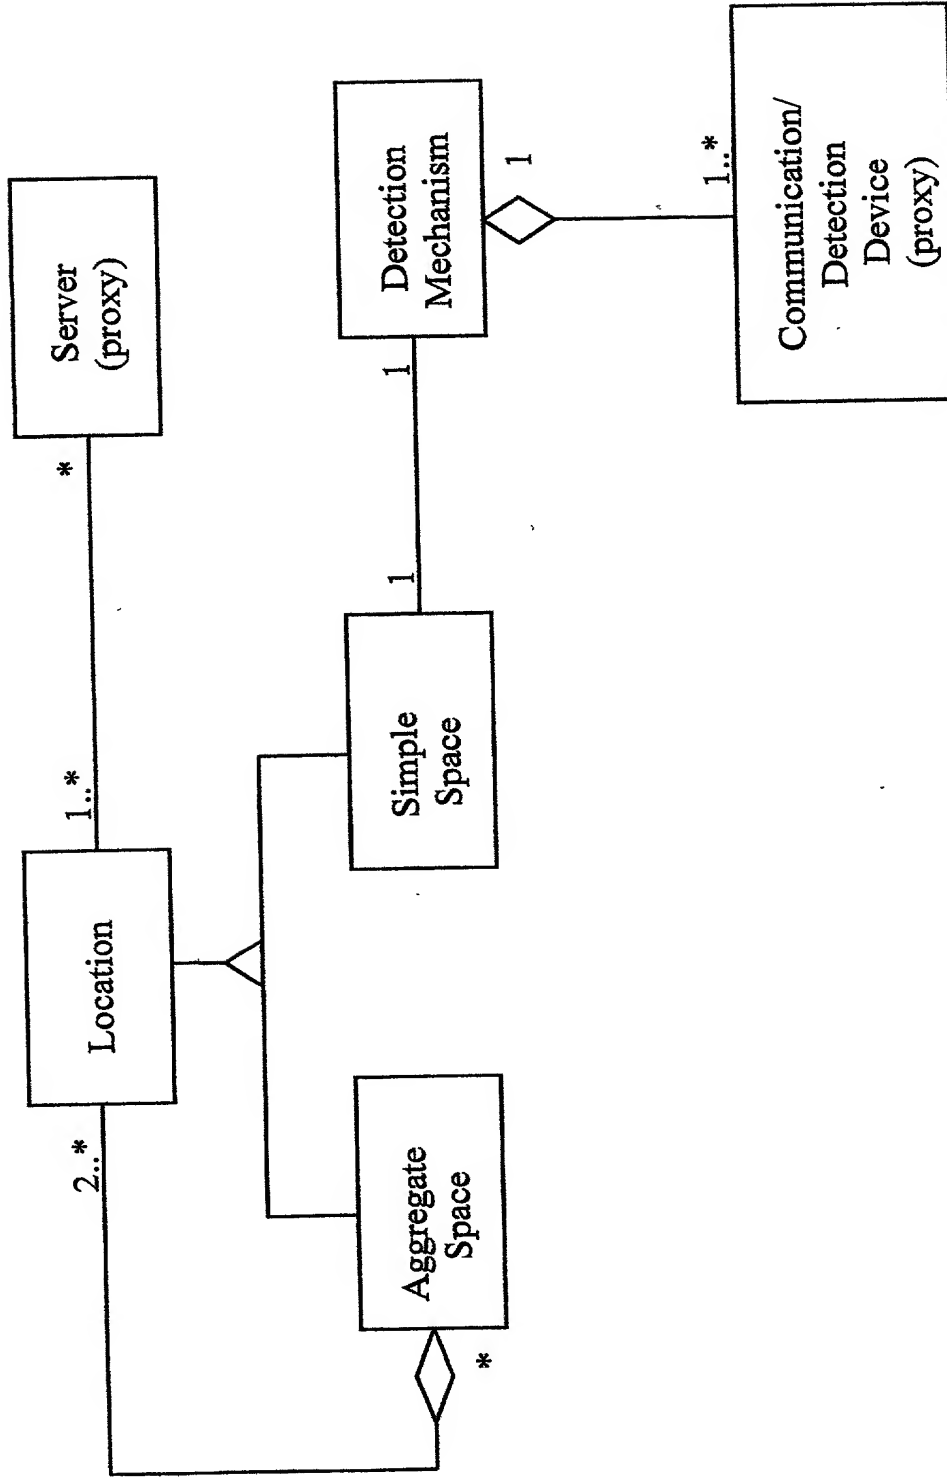 Server
(proxy)
*
1..*
Location
2..*
Aggregate
Space
*
Simple
Space
1
1
Detection
Mechanism
1
1..*
Communication/
Detection
Device
(proxy)